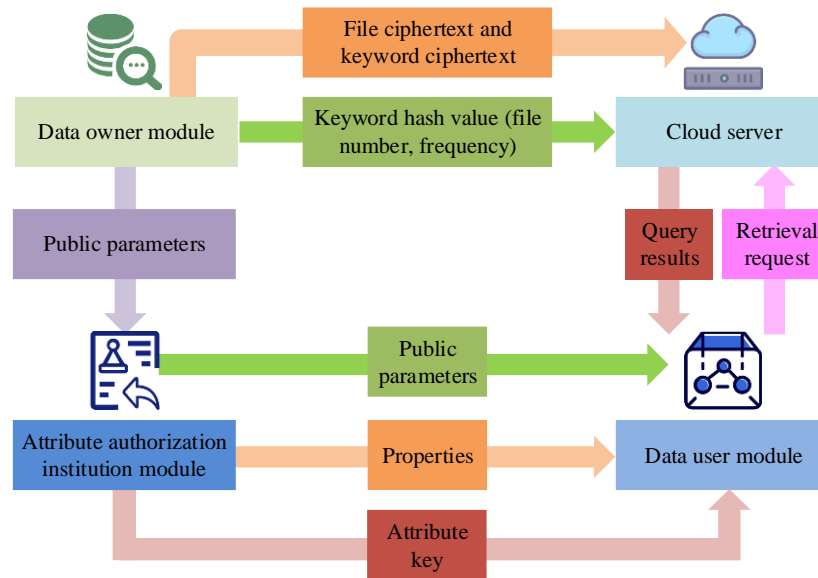 File ciphertext and
keyword ciphertext
Data owner module
Keyword hash value (file
number, frequency)
Cloud server
Public parameters
Query
results
Retrieval
request
Public
parameters
Attribute authorization
institution module
Properties
Data user module
Attribute
key